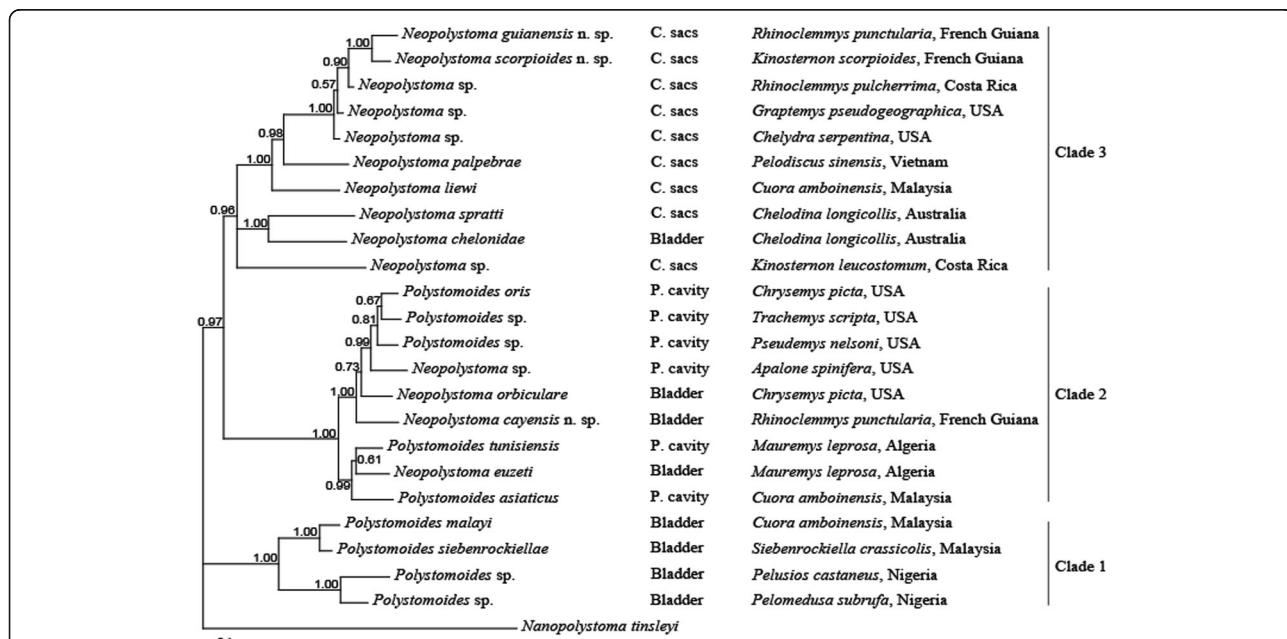 Neopolystoma guianensis n. sp. C. sacs Rhinoclemmys punctularia, French Guiana
1.00
Neopolystoma scorpioides n. sp. C. sacs Kinosternon scorpioides, French Guiana
0.90
Neopolystoma sp. C. sacs Rhinoclemmys pulcherrima, Costa Rica
0.57
Neopolystoma sp. C. sacs Graptemys pseudogeographica, USA
1.00
Neopolystoma sp. C. sacs Chelydra serpentina, USA
0.98
Neopolystoma palpebrae C. sacs Pelodiscus sinensis, Vietnam
Clade 3
1.00
Neopolystoma liewi C. sacs Cuora amboinensis, Malaysia
0.96
Neopolystoma spratti C. sacs Chelodina longicollis, Australia
1.00
Neopolystoma chelonidae Bladder Chelodina longicollis, Australia
Neopolystoma sp. C. sacs Kinosternon leucostomum, Costa Rica
Polystomoides oris P. cavity Chrysemys picta, USA
0.67
Polystomoides sp. P. cavity Trachemys scripta, USA
0.97
0.81
Polystomoides sp. P. cavity Pseudemys nelsoni, USA
0.99
Neopolystoma sp. P. cavity Apalone spinifera, USA
0.73
Neopolystoma orbiculare Bladder Chrysemys picta, USA
Clade 2
1.00
Neopolystoma cayensis n. sp. Bladder Rhinoclemmys punctularia, French Guiana
1.00
Polystomoides tunisiensis P. cavity Mauremys leprosa, Algeria
0.61
Neopolystoma euzeti Bladder Mauremys leprosa, Algeria
0.99
Polystomoides asiaticus P. cavity Cuora amboinensis, Malaysia
Polystomoides malayi Bladder Cuora amboinensis, Malaysia
1.00
Polystomoides siebenrockiellae Bladder Siebenrockiella crassicolis, Malaysia
1.00
Clade 1
Polystomoides sp. Bladder Pelusios castaneus, Nigeria
1.00
Polystomoides sp. Bladder Pelomedusa subrufa, Nigeria
Nanopolystoma tinsleyi